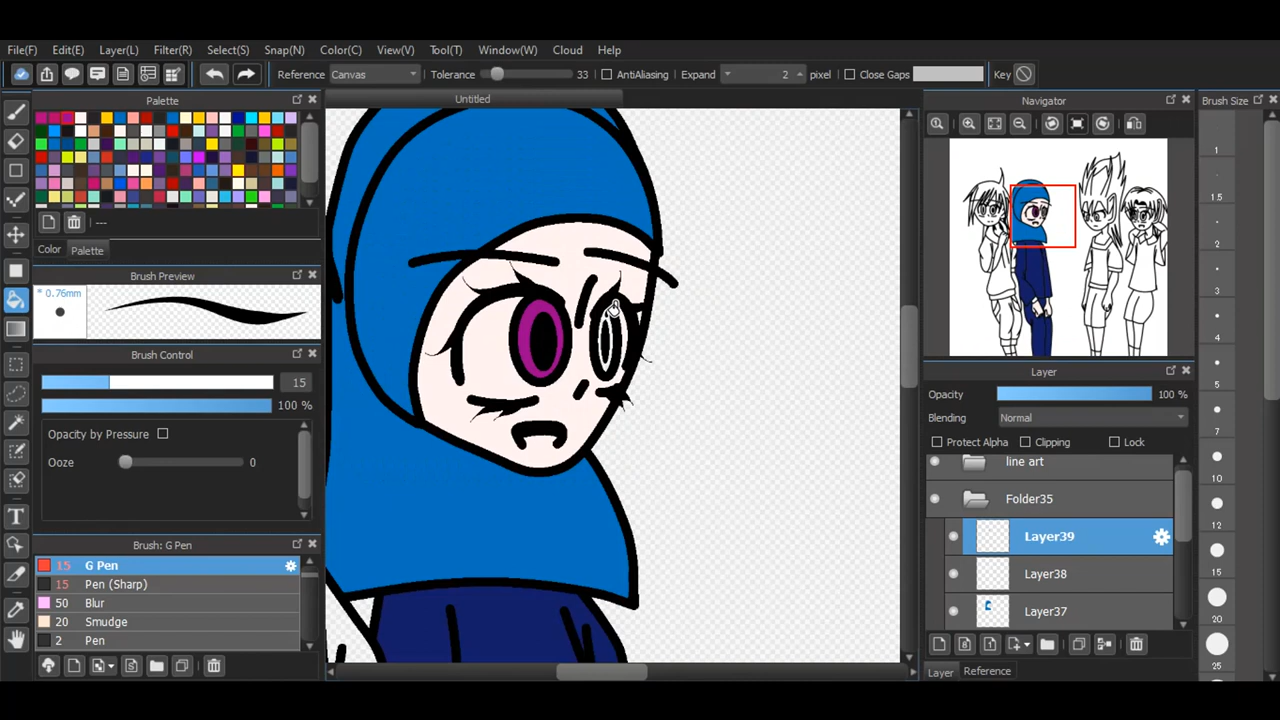 File(F) Edit(E) Layer(L) Filter(R) Select(S) Snap(N) Color(C) View(V) Tool(T) Window(W) Cloud Help
Reference Canvas Tolerance 33 AntiAliasing Expand 2 pixel Close Gaps Key
Palette
Untitled
Navigator
Brush Size
---
Color Palette
Brush Preview
* 0.76mm
Brush Control
15
100 %
Opacity by Pressure
Ooze 0
Brush: G Pen
15 G Pen
15 Pen (Sharp)
50 Blur
20 Smudge
2 Pen
Layer
Opacity 100 %
Blending Normal
Protect Alpha Clipping Lock
line art
Folder35
Layer39
Layer38
Layer37
Layer Reference
1
1.5
2
3
4
5
7
10
12
15
20
25